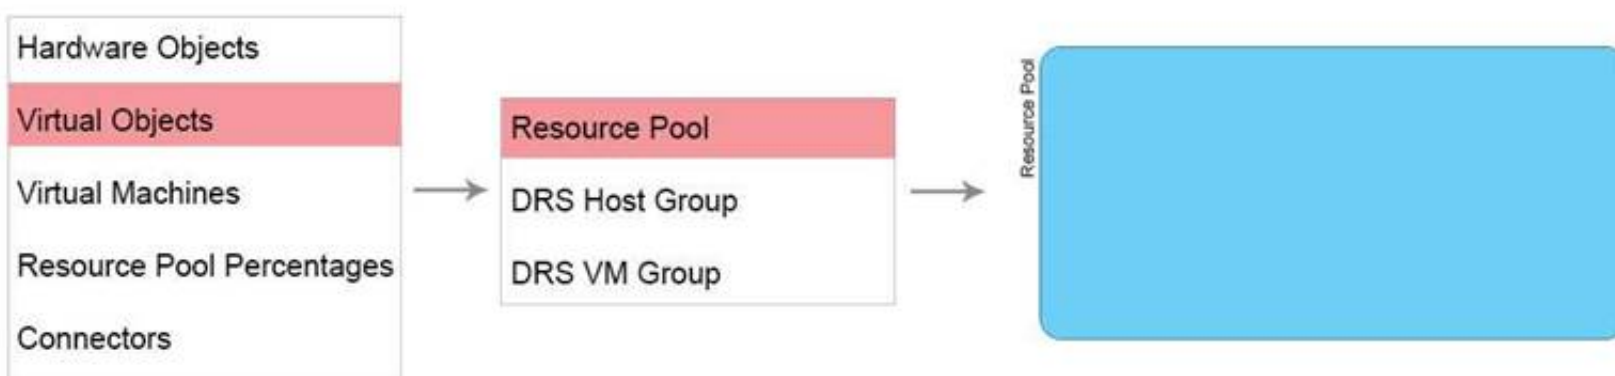 Hardware Objects
Virtual Objects
Virtual Machines
Resource Pool Percentages
Connectors
Resource Pool
DRS Host Group
DRS VM Group
Resource Pool